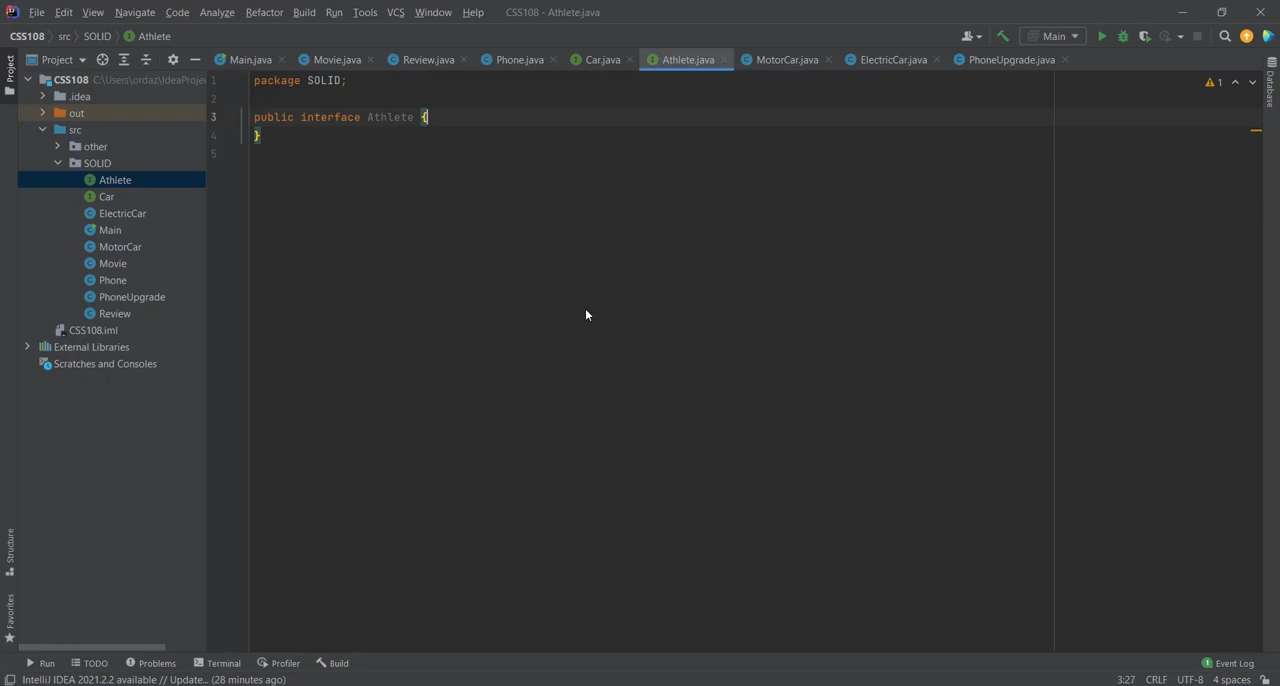 File Edit View Navigate Code Analyze Refactor Build Run Tools VCS Window Help CSS108 - Athlete.java
CSS108 src SOLID Athlete Main
Project Main.java Movie.java Review.java Phone.java Car.java Athlete.java MotorCar.java ElectricCar.java PhoneUpgrade.java
Project
Structure
Favorites
CSS108 C:\Users\ordaz\IdeaProje
.idea
out
src
other
SOLID
Athlete
Car
ElectricCar
Main
MotorCar
Movie
Phone
PhoneUpgrade
Review
CSS108.iml
External Libraries
Scratches and Consoles
1 package SOLID;
2
3 public interface Athlete {
4 }
5
1
Database
Run TODO Problems Terminal Profiler Build 1 Event Log
IntelliJ IDEA 2021.2.2 available // Update... (28 minutes ago) 3:27 CRLF UTF-8 4 spaces